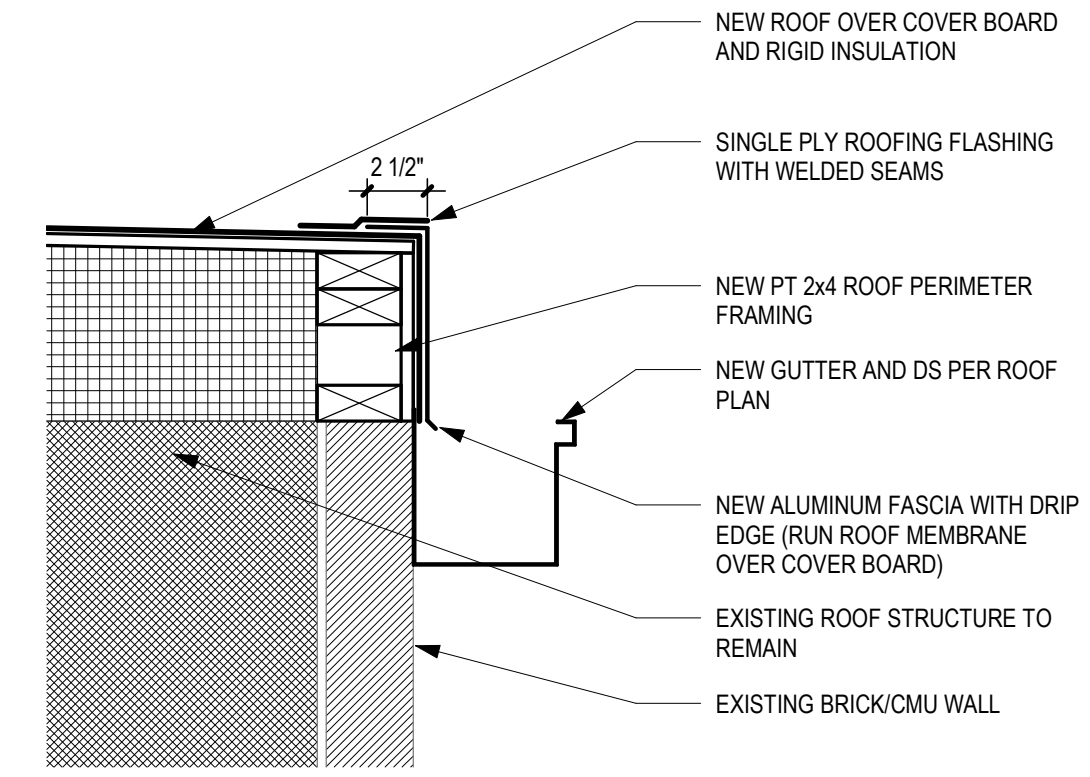 NEW ROOF OVER COVER BOARD
AND RIGID INSULATION
SINGLE PLY ROOFING FLASHING
WITH WELDED SEAMS
2 1/2"
NEW PT 2x4 ROOF PERIMETER
FRAMING
NEW GUTTER AND DS PER ROOF
PLAN
NEW ALUMINUM FASCIA WITH DRIP
EDGE (RUN ROOF MEMBRANE
OVER COVER BOARD)
EXISTING ROOF STRUCTURE TO
REMAIN
EXISTING BRICK/CMU WALL